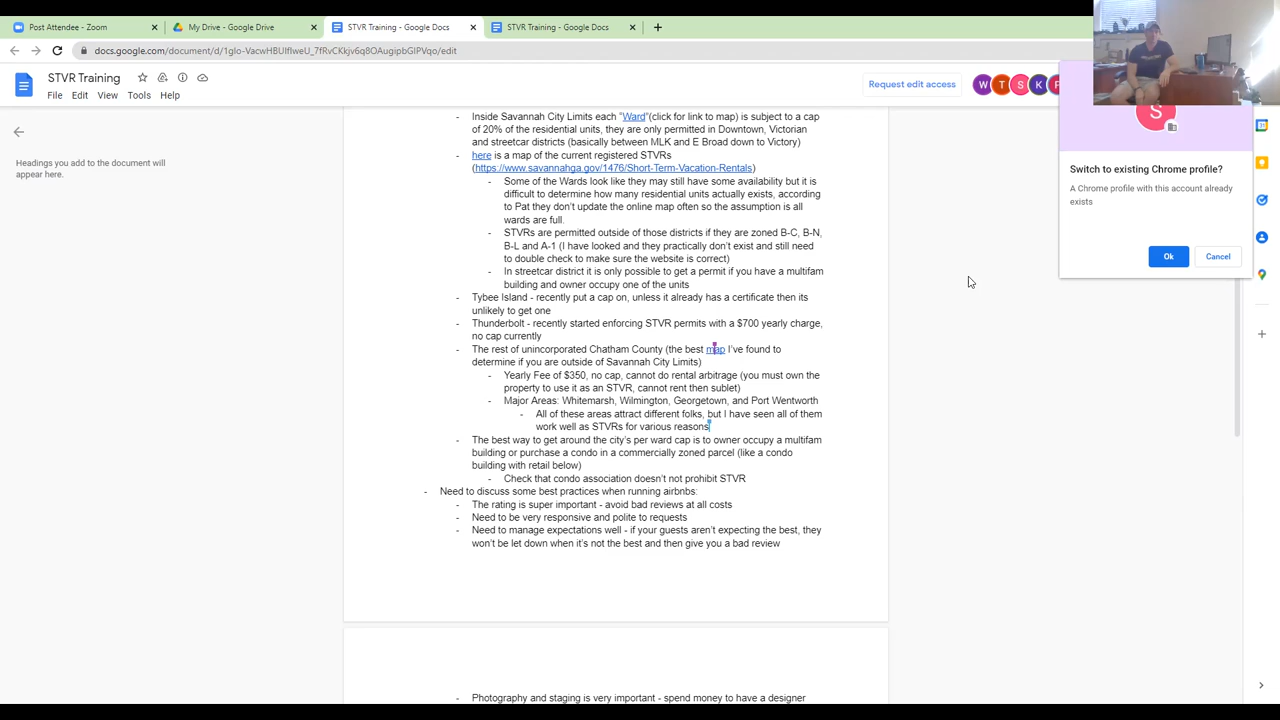 Post Attendee - Zoom
My Drive - Google Drive
STVR Training - Google Docs
STVR Training - Google Docs
STVR Training
File Edit View Tools Help
Request edit access
W T S K
Headings you add to the document will
appear here.
- Inside Savannah City Limits each "Ward"(click for link to map) is subject to a cap
of 20% of the residential units, they are only permitted in Downtown, Victorian
and streetcar districts (basically between MLK and E Broad down to Victory)
- here is a map of the current registered STVRs
(https://www.savannahga.gov/1476/Short-Term-Vacation-Rentals)
- Some of the Wards look like they may still have some availability but it is
difficult to determine how many residential units actually exists, according
to Pat they don't update the online map often so the assumption is all
wards are full.
- STVRs are permitted outside of those districts if they are zoned B-C, B-N,
B-L and A-1 (I have looked and they practically don't exist and still need
to double check to make sure the website is correct)
- In streetcar district it is only possible to get a permit if you have a multifam
building and owner occupy one of the units
- Tybee Island - recently put a cap on, unless it already has a certificate then its
unlikely to get one
- Thunderbolt - recently started enforcing STVR permits with a $700 yearly charge,
no cap currently
- The rest of unincorporated Chatham County (the best map I've found to
determine if you are outside of Savannah City Limits)
- Yearly Fee of $350, no cap, cannot do rental arbitrage (you must own the
property to use it as an STVR, cannot rent then sublet)
- Major Areas: Whitemarsh, Wilmington, Georgetown, and Port Wentworth
- All of these areas attract different folks, but I have seen all of them
work well as STVRs for various reasons
- The best way to get around the city's per ward cap is to owner occupy a multifam
building or purchase a condo in a commercially zoned parcel (like a condo
building with retail below)
- Check that condo association doesn't not prohibit STVR
- Need to discuss some best practices when running airbnbs:
- The rating is super important - avoid bad reviews at all costs
- Need to be very responsive and polite to requests
- Need to manage expectations well - if your guests aren't expecting the best, they
won't be let down when it's not the best and then give you a bad review
- Photography and staging is very important - spend money to have a designer
S
Switch to existing Chrome profile?
A Chrome profile with this account already
exists
Ok Cancel